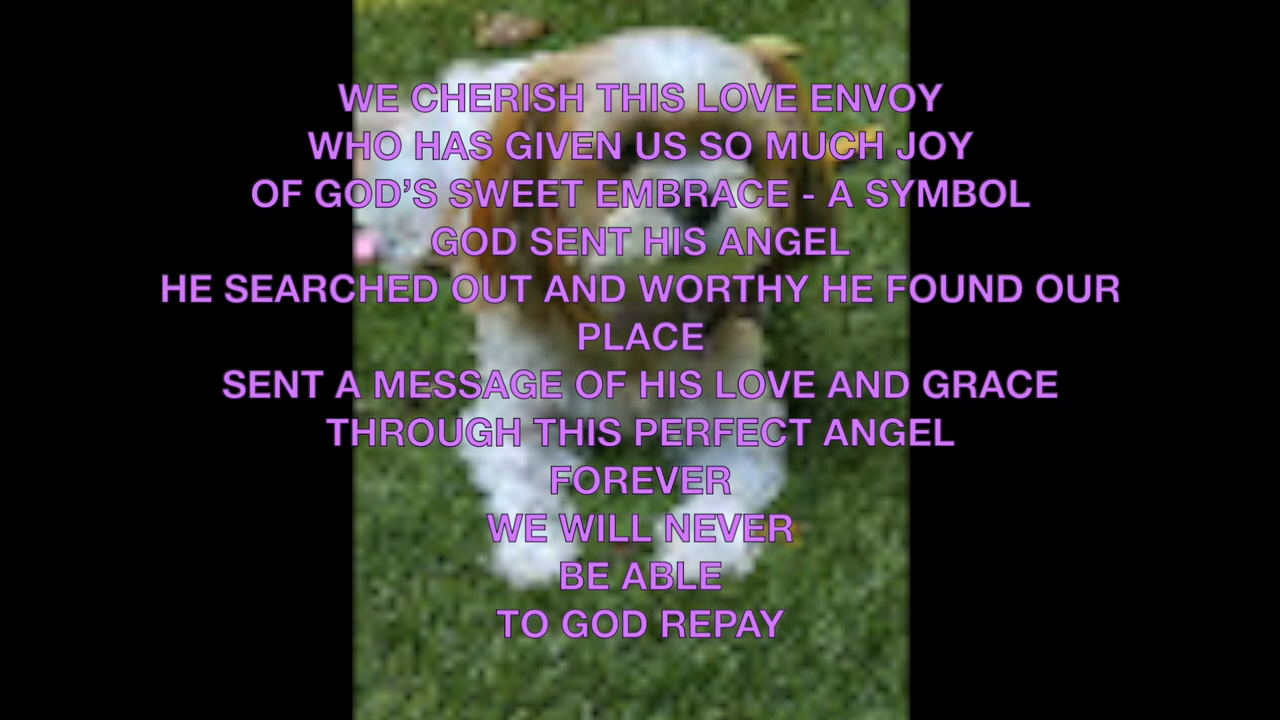 WE CHERISH THIS LOVE ENVOY
WHO HAS GIVEN US SO MUCH JOY
OF GOD’S SWEET EMBRACE - A SYMBOL
GOD SENT HIS ANGEL
HE SEARCHED OUT AND WORTHY HE FOUND OUR
PLACE
SENT A MESSAGE OF HIS LOVE AND GRACE
THROUGH THIS PERFECT ANGEL
FOREVER
WE WILL NEVER
BE ABLE
TO GOD REPAY